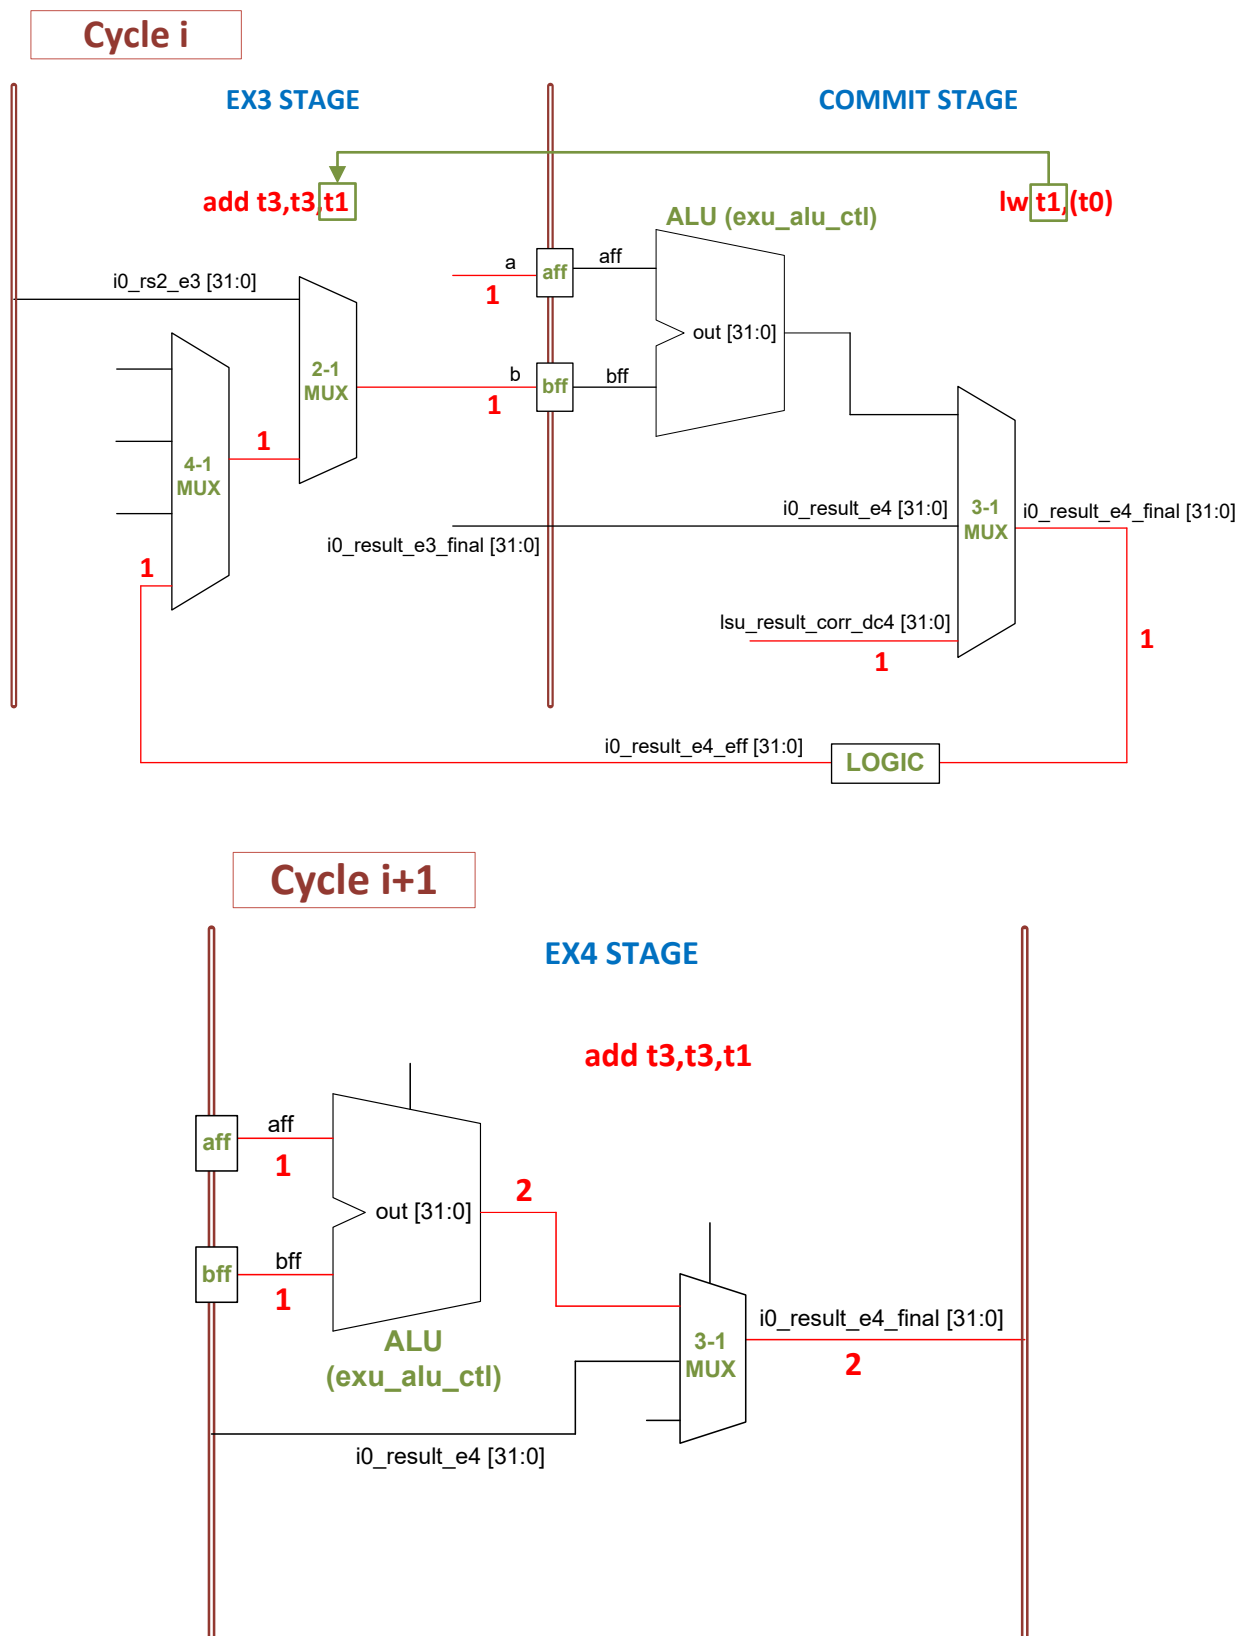 Cycle i
EX3 STAGE
COMMIT STAGE
add t3,t3,t1
lw t1,(t0)
ALU (exu_alu_ctl)
a
aff
aff
1
i0_rs2_e3 [31:0]
out [31:0]
2-1
MUX
b
bff
bff
1
1
4-1
MUX
i0_result_e4 [31:0]
3-1
MUX
i0_result_e4_final [31:0]
i0_result_e3_final [31:0]
1
lsu_result_corr_dc4 [31:0]
1
1
i0_result_e4_eff [31:0]
LOGIC
Cycle i+1
EX4 STAGE
add t3,t3,t1
aff
aff
1
2
out [31:0]
bff
bff
1
ALU
(exu_alu_ctl)
3-1
MUX
i0_result_e4_final [31:0]
2
i0_result_e4 [31:0]